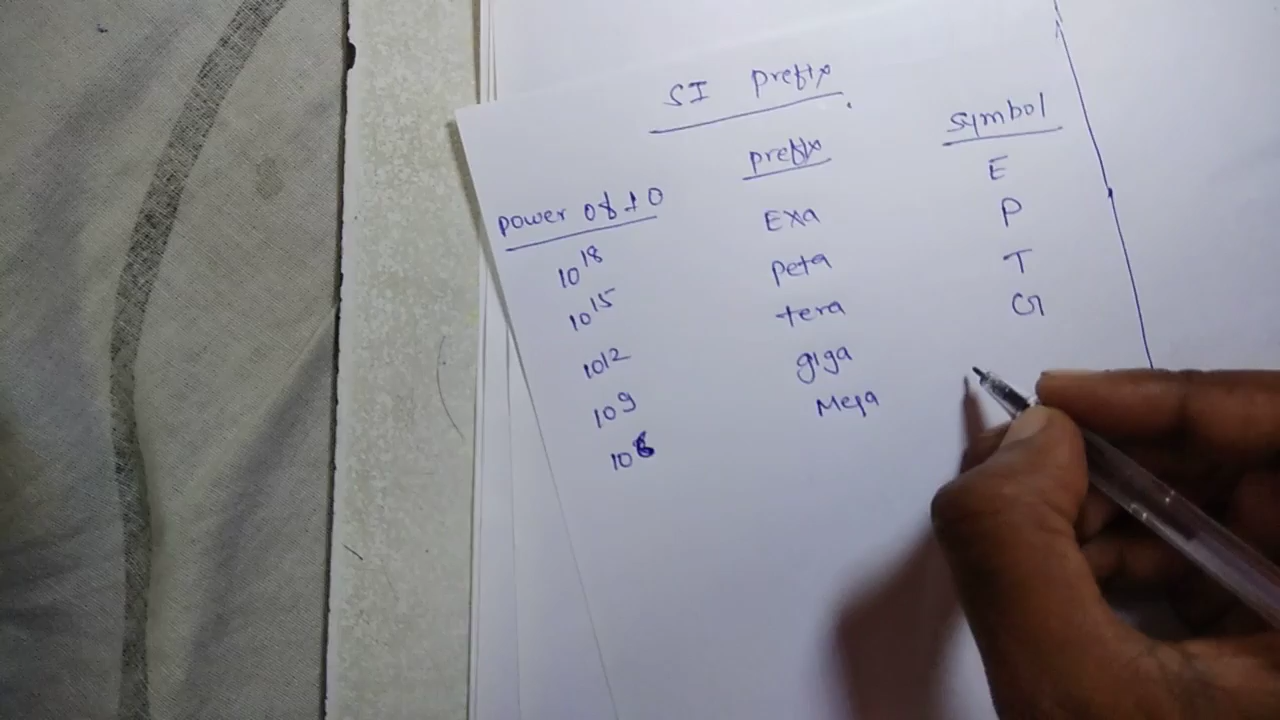 SI prefix
power of 10 prefix symbol
10^18 Exa E
10^15 peta P
10^12 tera T
10^9 giga G
10^6 Mega